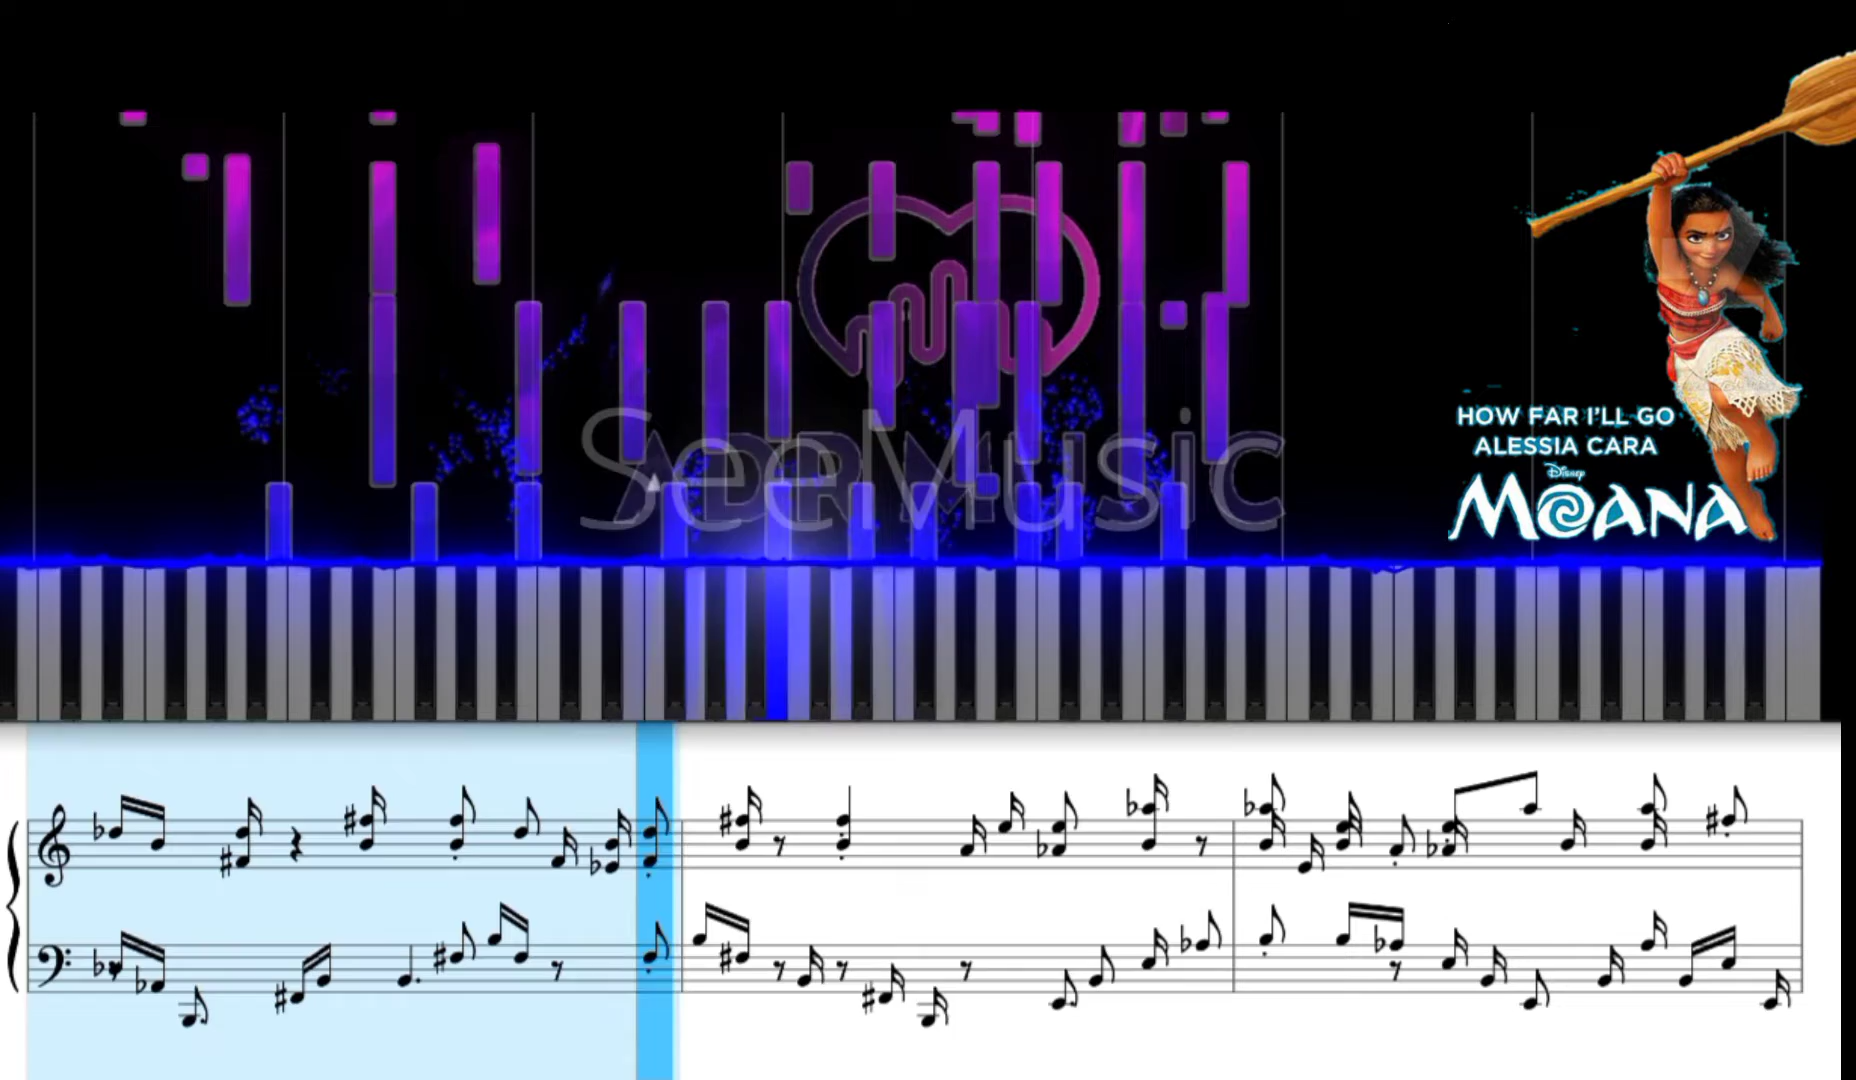 SeeMusic
HOW FAR I'LL GO
ALESSIA CARA
Disney
MOANA